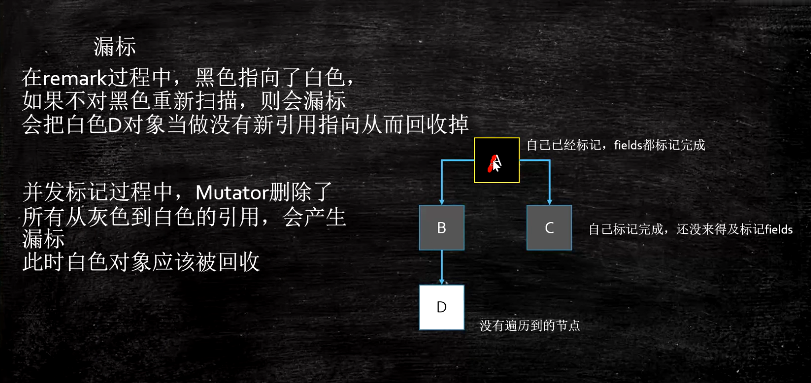 漏标
在remark过程中，黑色指向了白色，
如果不对黑色重新扫描，则会漏标
会把白色D对象当做没有新引用指向从而回收掉
并发标记过程中，Mutator删除了
所有从灰色到白色的引用，会产生
漏标
此时白色对象应该被回收
A
自己已经标记，fields都标记完成
B
C
自己标记完成，还没来得及标记fields
D
没有遍历到的节点